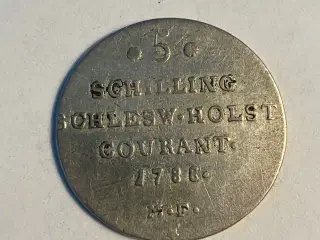 · 5 ·
SCHILLING
SCHLESW·HOLST
COURANT·
1788·
M·F·